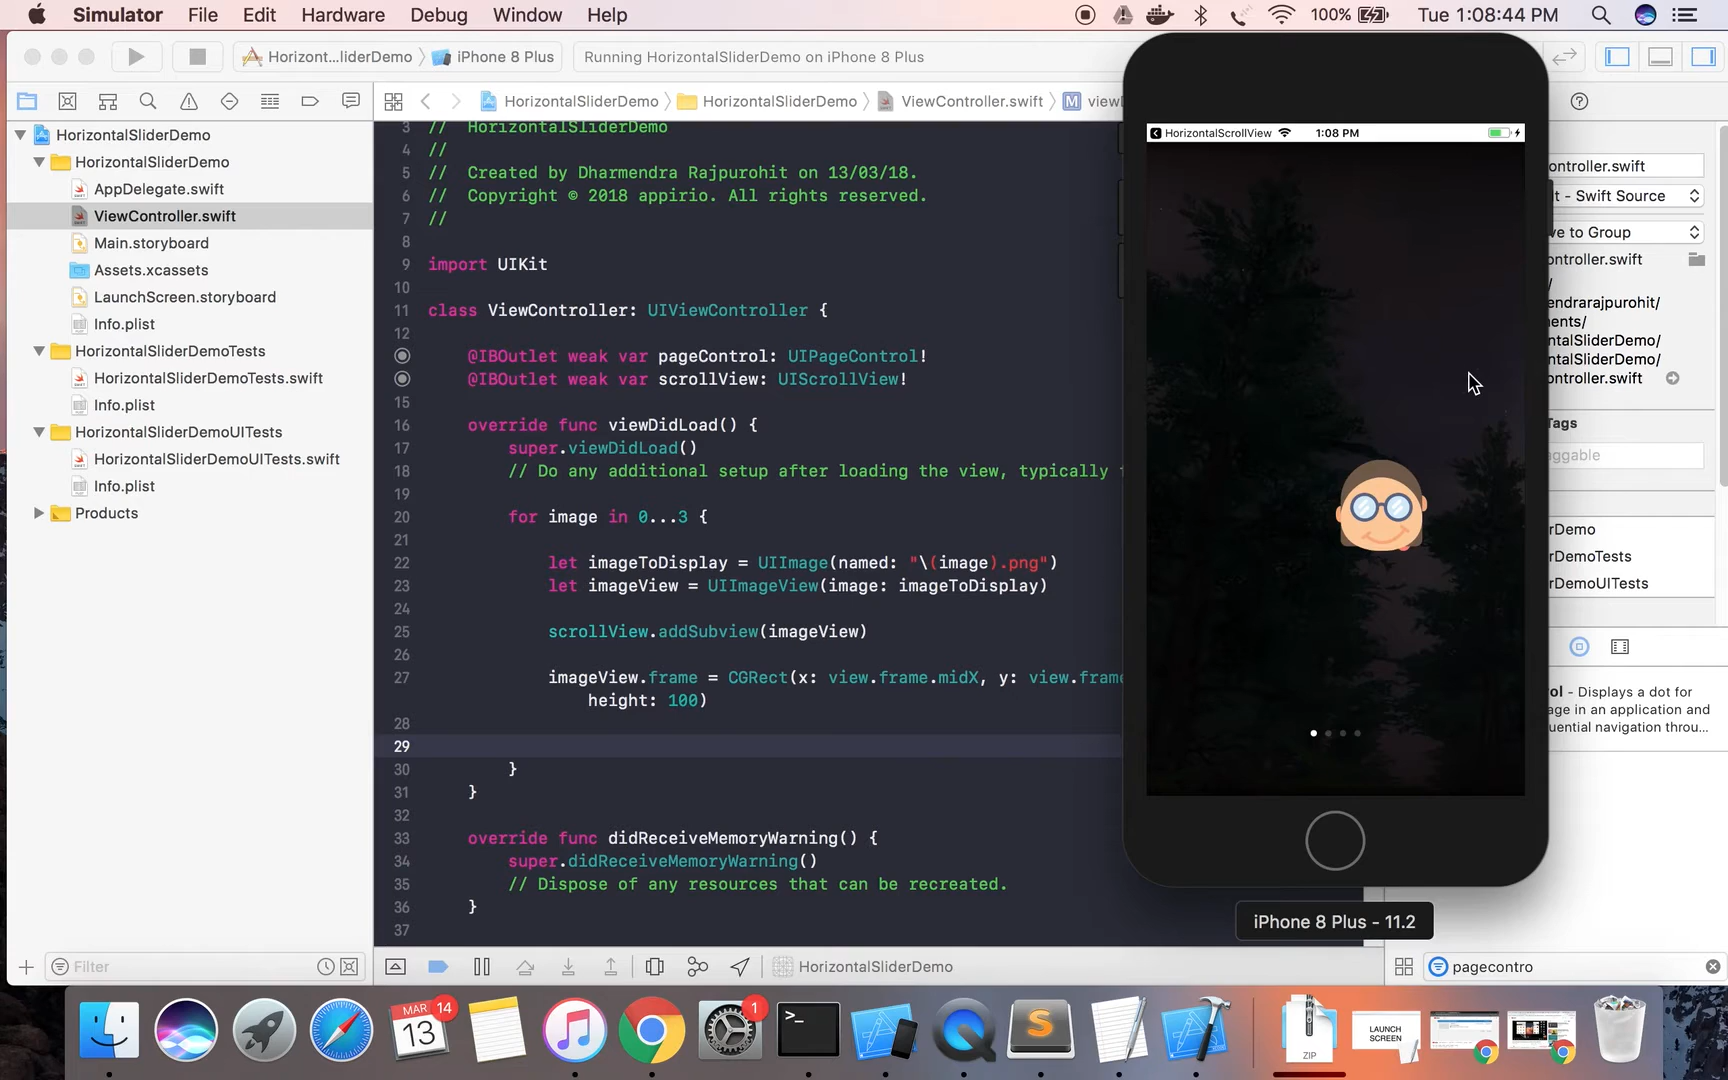 Simulator File Edit Hardware Debug Window Help 100% Tue 1:08:44 PM
Horizont...liderDemo iPhone 8 Plus Running HorizontalSliderDemo on iPhone 8 Plus
HorizontalSliderDemo HorizontalSliderDemo ViewController.swift M viewD
HorizontalSliderDemo
HorizontalSliderDemo
AppDelegate.swift
ViewController.swift
Main.storyboard
Assets.xcassets
LaunchScreen.storyboard
Info.plist
HorizontalSliderDemoTests
HorizontalSliderDemoTests.swift
Info.plist
HorizontalSliderDemoUITests
HorizontalSliderDemoUITests.swift
Info.plist
Products
Filter
3 // HorizontalSliderDemo
4 //
5 // Created by Dharmendra Rajpurohit on 13/03/18.
6 // Copyright © 2018 appirio. All rights reserved.
7 //
8
9 import UIKit
10
11 class ViewController: UIViewController {
12
@IBOutlet weak var pageControl: UIPageControl!
@IBOutlet weak var scrollView: UIScrollView!
15
16 override func viewDidLoad() {
17 super.viewDidLoad()
18 // Do any additional setup after loading the view, typically f
19
20 for image in 0...3 {
21
22 let imageToDisplay = UIImage(named: "\(image).png")
23 let imageView = UIImageView(image: imageToDisplay)
24
25 scrollView.addSubview(imageView)
26
27 imageView.frame = CGRect(x: view.frame.midX, y: view.frame
height: 100)
28
29
30 }
31 }
32
33 override func didReceiveMemoryWarning() {
34 super.didReceiveMemoryWarning()
35 // Dispose of any resources that can be recreated.
36 }
37
HorizontalSliderDemo
HorizontalScrollView 1:08 PM
iPhone 8 Plus - 11.2
ontroller.swift
t - Swift Source
ve to Group
ontroller.swift
/
endrarajpurohit/
ents/
ntalSliderDemo/
ntalSliderDemo/
ontroller.swift
Tags
aggable
rDemo
rDemoTests
rDemoUITests
ol - Displays a dot for
age in an application and
uential navigation throu...
pagecontro
MAR
14
13
1
>_
S
ZIP
LAUNCH
SCREEN